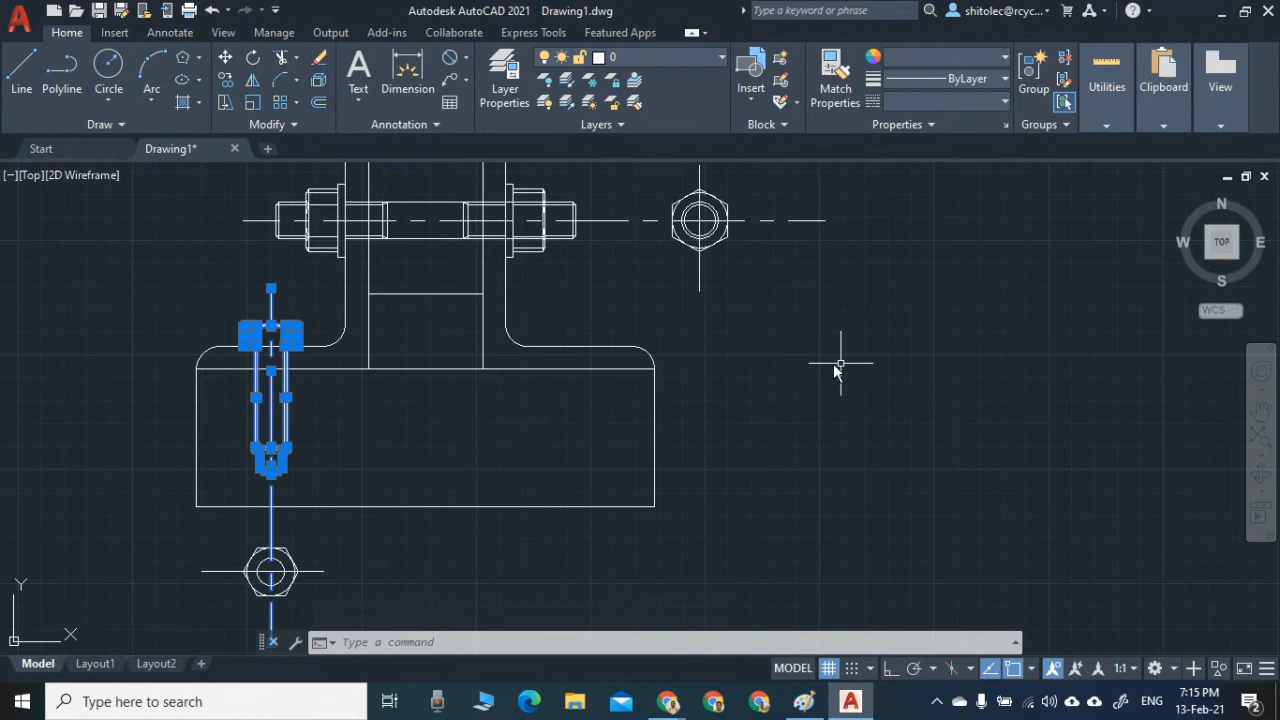 Autodesk AutoCAD 2021 Drawing1.dwg
Type a keyword or phrase
shitolec@rcyc...
Home Insert Annotate View Manage Output Add-ins Collaborate Express Tools Featured Apps
0
ByLayer
Line Polyline Circle Arc
Text Dimension
Layer Properties
Insert
Match Properties
Group
Utilities Clipboard View
Draw Modify Annotation Layers Block Properties Groups
Start Drawing1*
[−][Top][2D Wireframe]
N
W TOP E
S
WCS
Y
X
Type a command
Model Layout1 Layout2
MODEL 1:1
Type here to search
ENG
7:15 PM
13-Feb-21
2